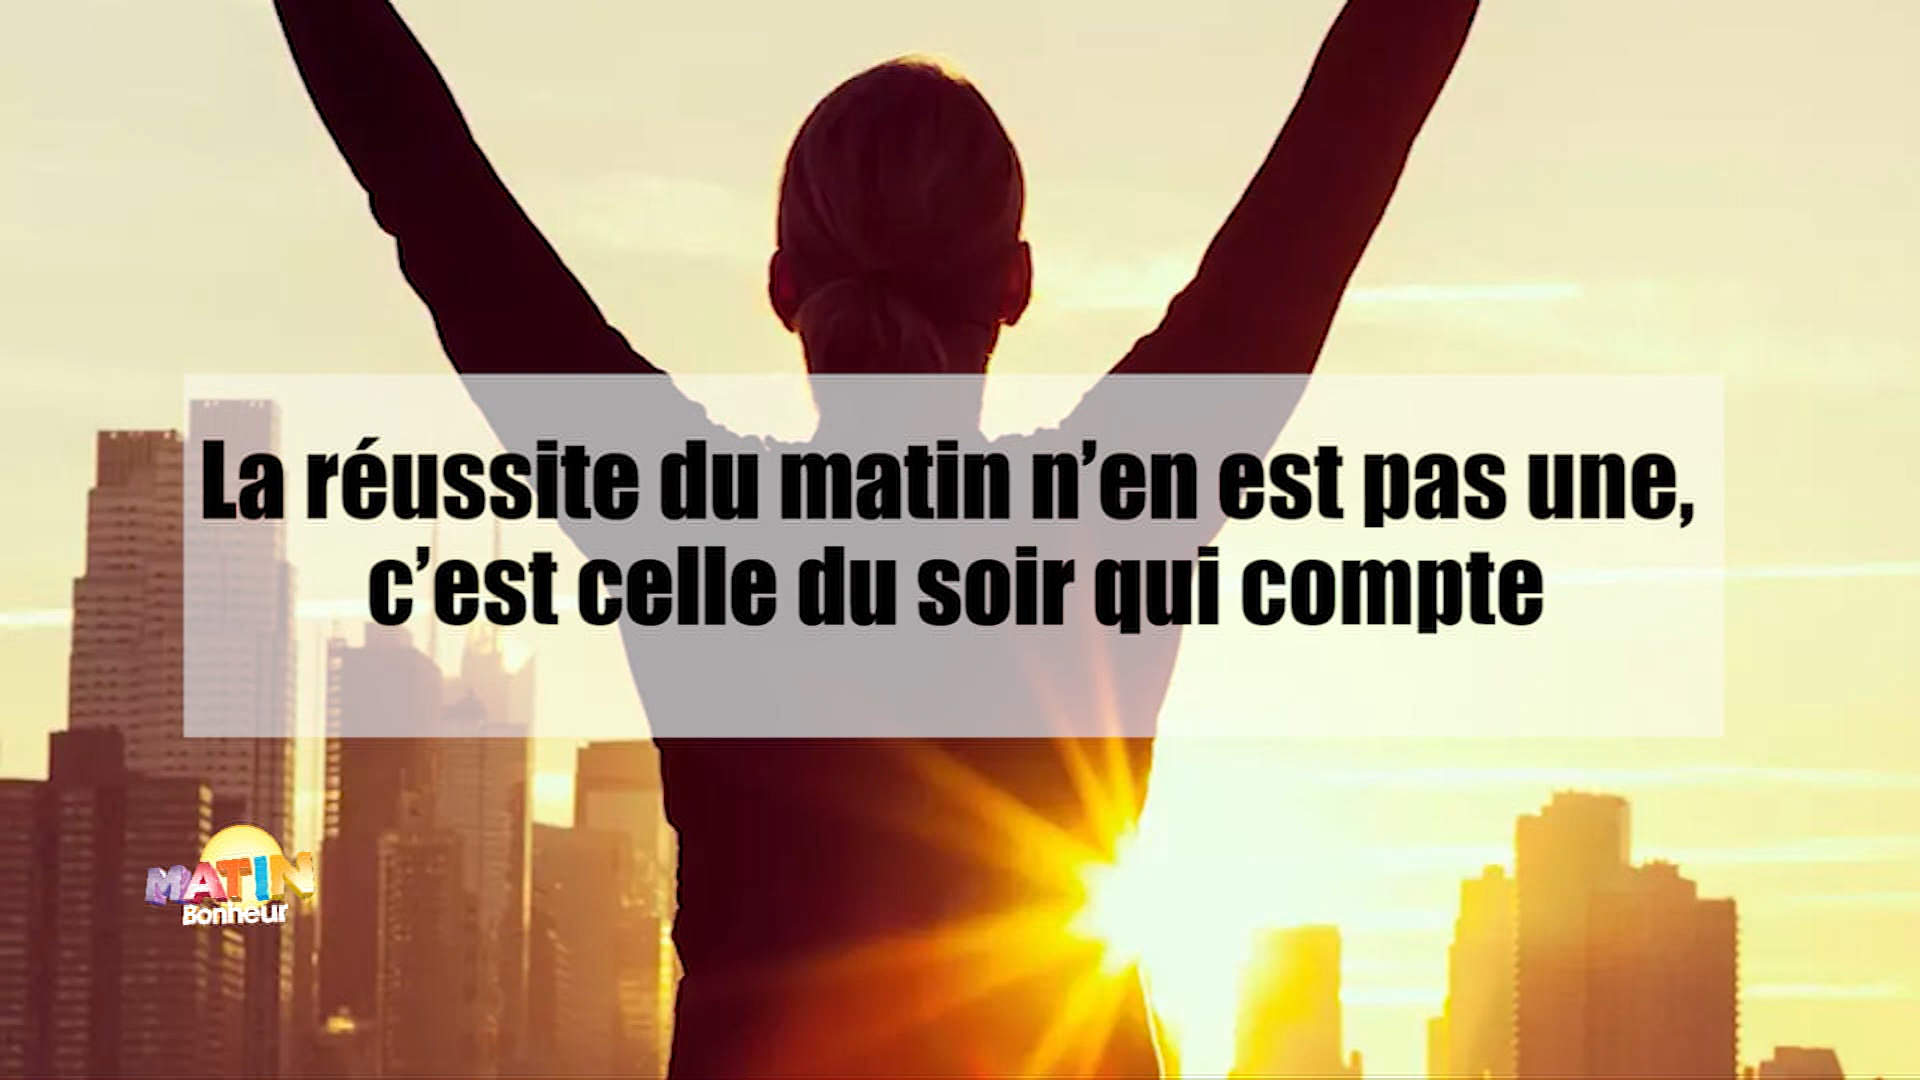 La réussite du matin n’en est pas une,
c’est celle du soir qui compte
MATIN
Bonheur